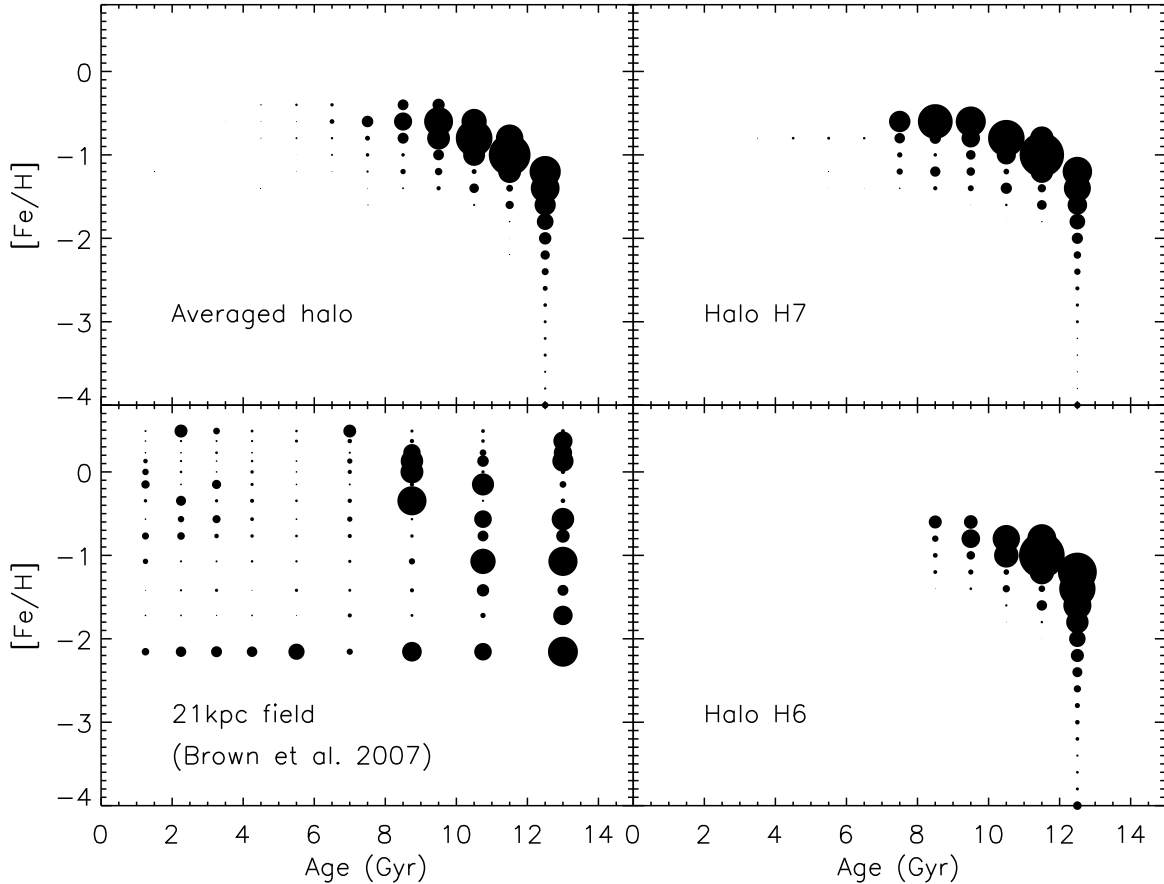 0
−1
−2
−3
−4
[Fe/H]
Averaged halo
Halo H7
0
−1
−2
−3
−4
[Fe/H]
21kpc field
(Brown et al. 2007)
Halo H6
0 2 4 6 8 10 12 14 0 2 4 6 8 10 12 14
Age (Gyr) Age (Gyr)